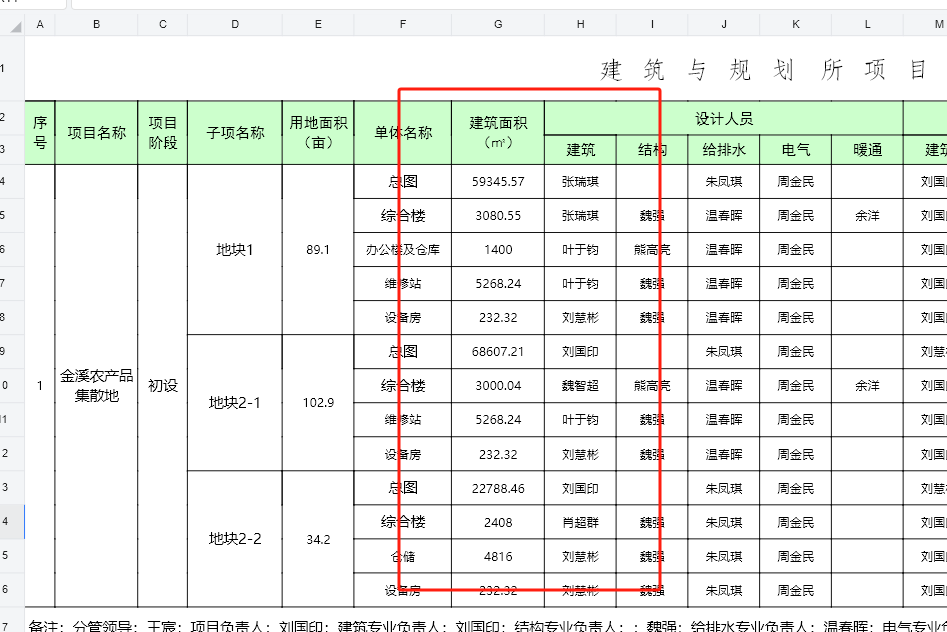 A B C D E F G H I J K L M
1 建筑与规划所项目
2 序号 项目名称 项目阶段 子项名称 用地面积（亩） 单体名称 建筑面积（㎡） 设计人员
3 建筑 结构 给排水 电气 暖通
4 地块1 89.1 总图 59345.57 张瑞琪 朱凤琪 周金民 刘国
5 综合楼 3080.55 张瑞琪 魏强 温春晖 周金民 余洋 刘国
6 办公楼及仓库 1400 叶于钧 熊高亮 温春晖 周金民 刘国
7 维修站 5268.24 叶于钧 魏强 温春晖 周金民 刘国
8 设备房 232.32 刘慧彬 魏强 温春晖 周金民 刘国
9 地块2-1 102.9 总图 68607.21 刘国印 朱凤琪 周金民 刘慧
0 1 金溪农产品集散地 初设 综合楼 3000.04 魏智超 熊高亮 温春晖 周金民 余洋 刘国
11 维修站 5268.24 叶于钧 魏强 温春晖 周金民 刘国
2 设备房 232.32 刘慧彬 魏强 温春晖 周金民 刘国
3 地块2-2 34.2 总图 22788.46 刘国印 朱凤琪 周金民 刘慧
4 综合楼 2408 肖超群 魏强 朱凤琪 周金民 刘国
5 仓储 4816 刘慧彬 魏强 朱凤琪 周金民 刘国
6 设备房 232.32 刘慧彬 魏强 朱凤琪 周金民 刘国
7 备注：分管领导：王宸；项目负责人：刘国印；建筑专业负责人：刘国印；结构专业负责人：；魏强；给排水专业负责人：温春晖；电气专业